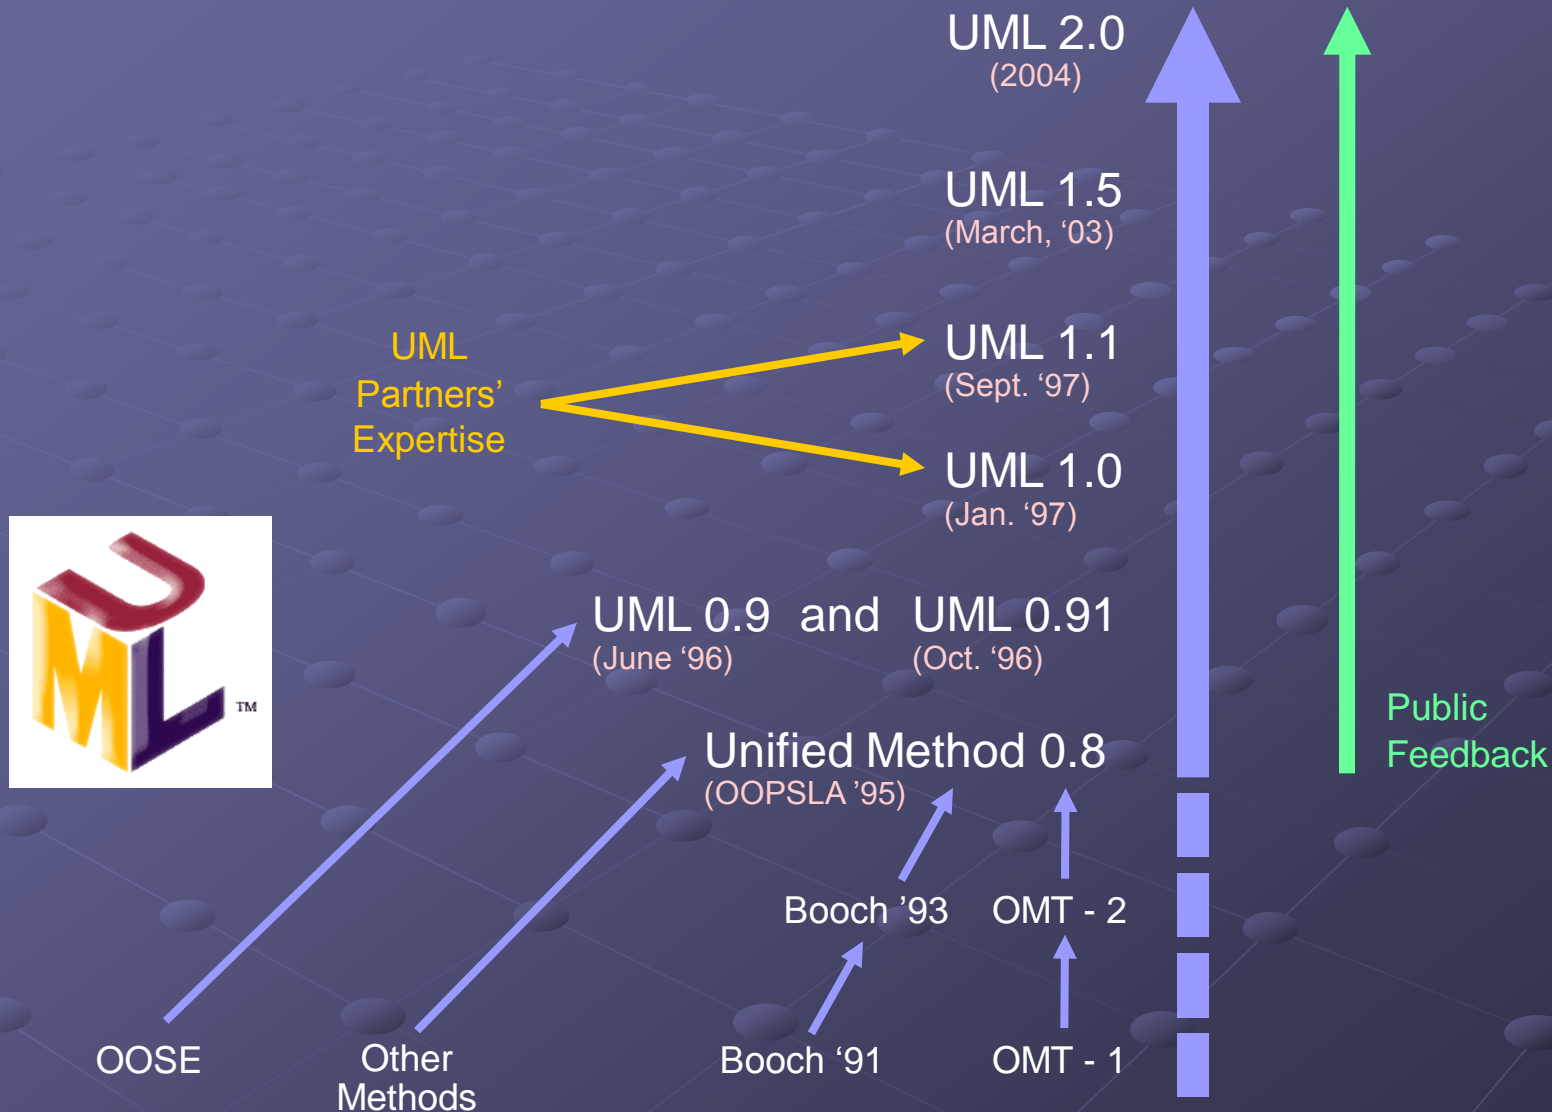 UML 2.0
(2004)
UML 1.5
(March, ‘03)
UML
Partners’
Expertise
UML 1.1
(Sept. ‘97)
UML 1.0
(Jan. ‘97)
UML
TM
UML 0.9 and UML 0.91
(June ‘96) (Oct. ‘96)
Public
Feedback
Unified Method 0.8
(OOPSLA ’95)
Booch ’93 OMT - 2
OOSE
Other
Methods
Booch ‘91 OMT - 1